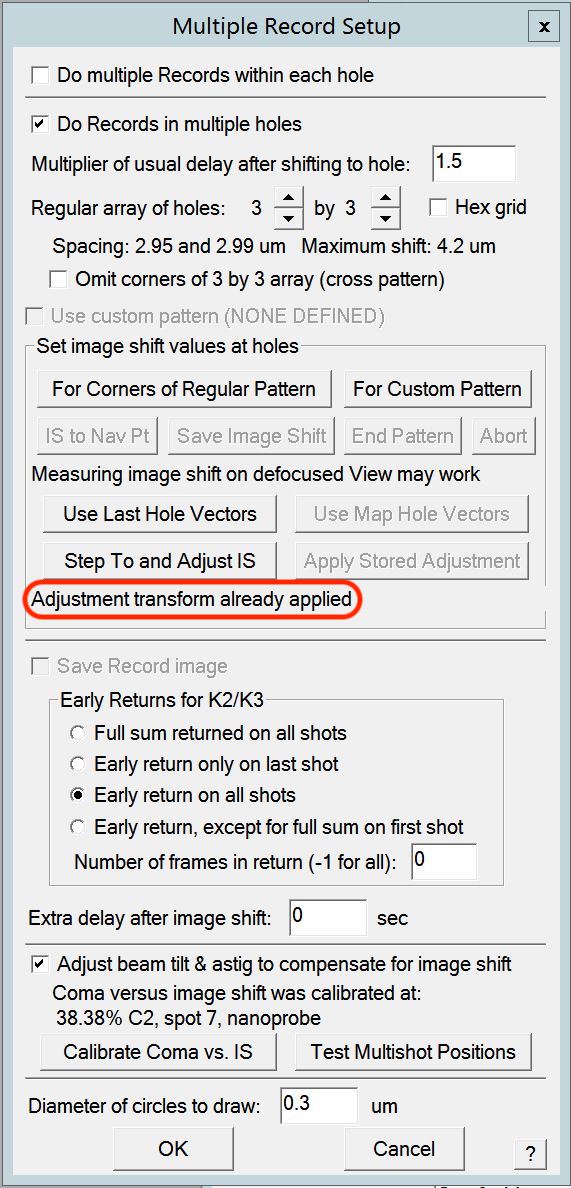 Multiple Record Setup x
Do multiple Records within each hole
Do Records in multiple holes
Multiplier of usual delay after shifting to hole: 1.5
Regular array of holes: 3 by 3 Hex grid
Spacing: 2.95 and 2.99 um Maximum shift: 4.2 um
Omit corners of 3 by 3 array (cross pattern)
Use custom pattern (NONE DEFINED)
Set image shift values at holes
For Corners of Regular Pattern For Custom Pattern
IS to Nav Pt Save Image Shift End Pattern Abort
Measuring image shift on defocused View may work
Use Last Hole Vectors Use Map Hole Vectors
Step To and Adjust IS Apply Stored Adjustment
Adjustment transform already applied
Save Record image
Early Returns for K2/K3
Full sum returned on all shots
Early return only on last shot
Early return on all shots
Early return, except for full sum on first shot
Number of frames in return (-1 for all): 0
Extra delay after image shift: 0 sec
Adjust beam tilt & astig to compensate for image shift
Coma versus image shift was calibrated at:
38.38% C2, spot 7, nanoprobe
Calibrate Coma vs. IS Test Multishot Positions
Diameter of circles to draw: 0.3 um
OK Cancel ?